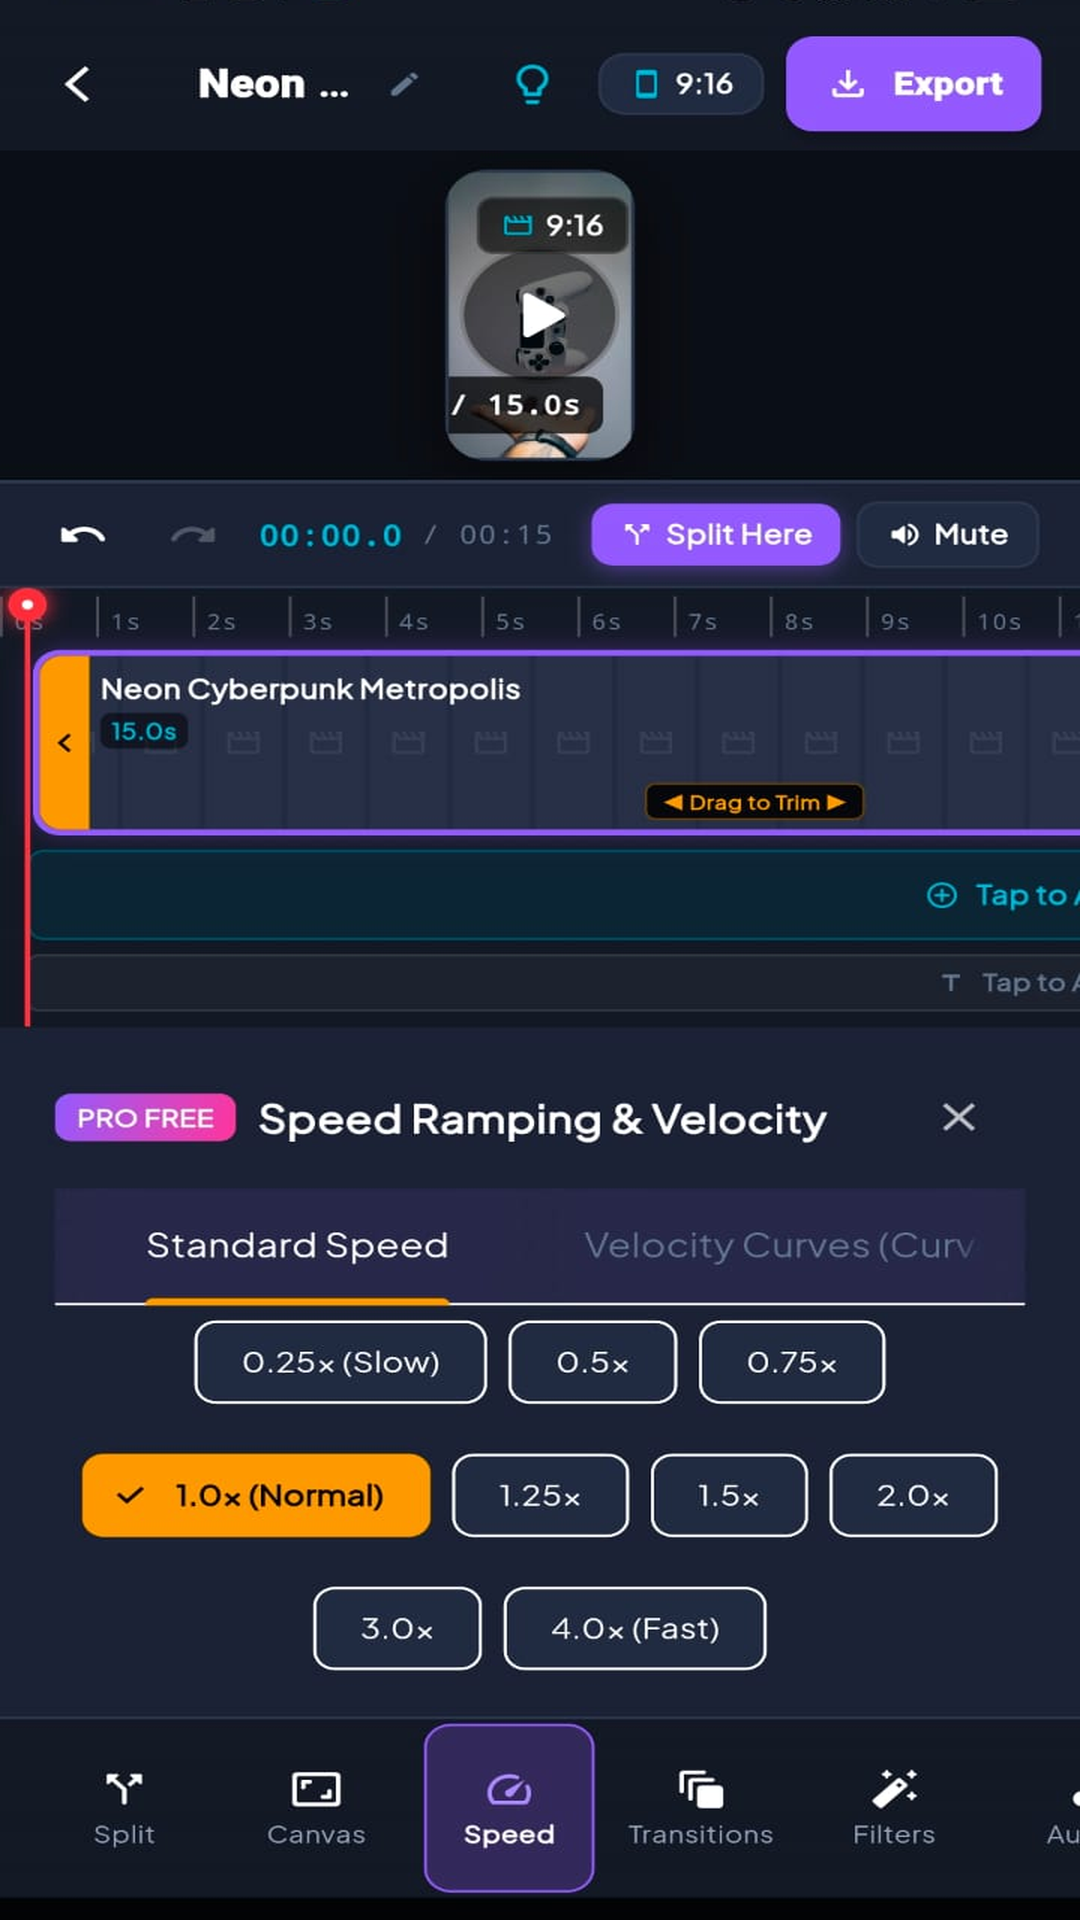 Neon ...
9:16
Export
9:16
/ 15.0s
00:00.0 / 00:15
Split Here
Mute
0s 1s 2s 3s 4s 5s 6s 7s 8s 9s 10s
Neon Cyberpunk Metropolis
15.0s
◀ Drag to Trim ▶
Tap to A
T Tap to A
PRO FREE
Speed Ramping & Velocity
Standard Speed
Velocity Curves (Curv
0.25x (Slow)
0.5x
0.75x
1.0x (Normal)
1.25x
1.5x
2.0x
3.0x
4.0x (Fast)
Split
Canvas
Speed
Transitions
Filters
Au